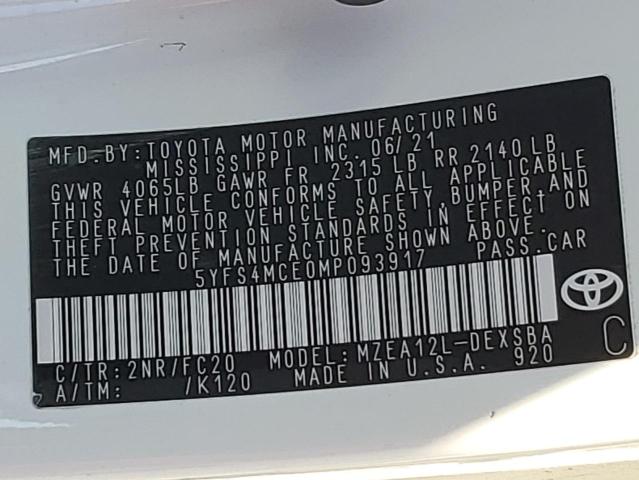 MFD.BY:TOYOTA MOTOR MANUFACTURING
MISSISSIPPI INC. 06/21
GVWR 4065LB GAWR FR 2315 LB RR 2140 LB
THIS VEHICLE CONFORMS TO ALL APPLICABLE
FEDERAL MOTOR VEHICLE SAFETY,BUMPER,AND
THEFT PREVENTION STANDARDS IN EFFECT ON
THE DATE OF MANUFACTURE SHOWN ABOVE.
5YFS4MCE0MP093917 PASS.CAR
C/TR:2NR/FC20 MODEL:MZEA12L-DEXSBA
A/TM: /K120 MADE IN U.S.A. 920
C